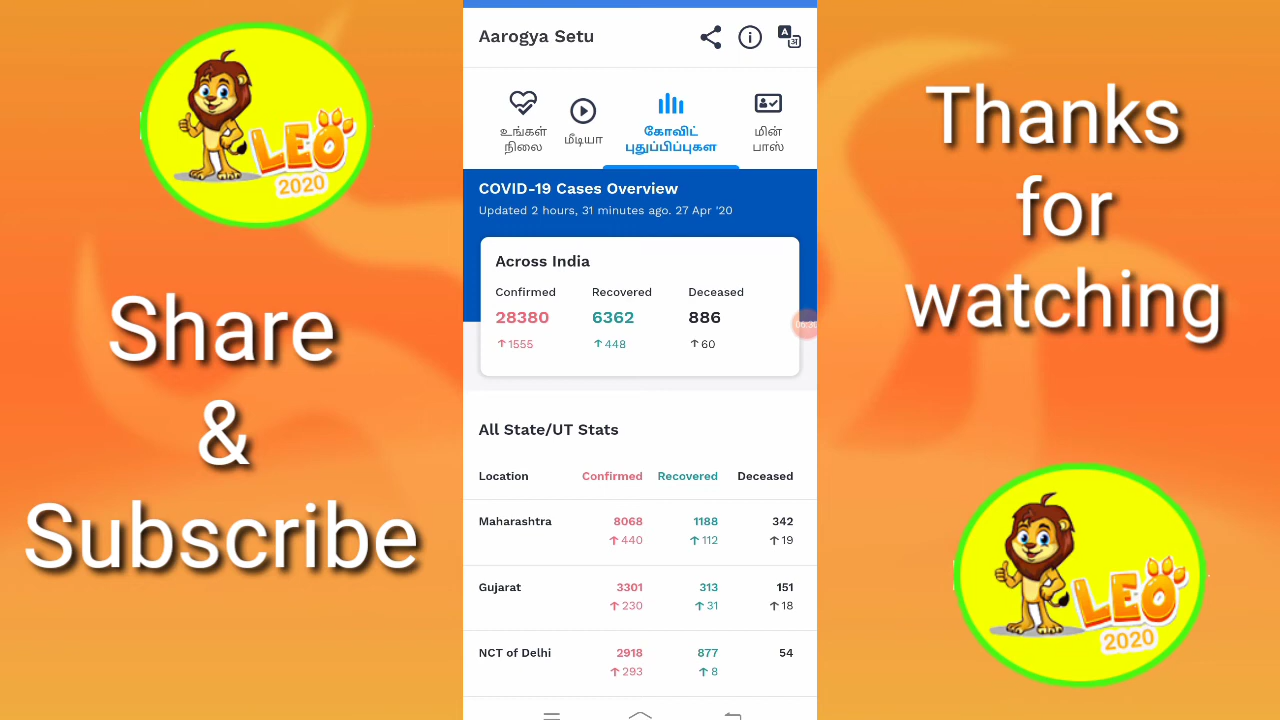 LEO
2020
Share
&
Subscribe
Aarogya Setu
உங்கள்
நிலை
மீடியா
கோவிட்
புதுப்பிப்புகள
மின்
பாஸ்
COVID-19 Cases Overview
Updated 2 hours, 31 minutes ago. 27 Apr '20
Across India
Confirmed Recovered Deceased
28380 6362 886
↑1555 ↑448 ↑60
06:30
All State/UT Stats
Location Confirmed Recovered Deceased
Maharashtra 8068 1188 342
↑440 ↑112 ↑19
Gujarat 3301 313 151
↑230 ↑31 ↑18
NCT of Delhi 2918 877 54
↑293 ↑8
Thanks
for
watching
LEO
2020